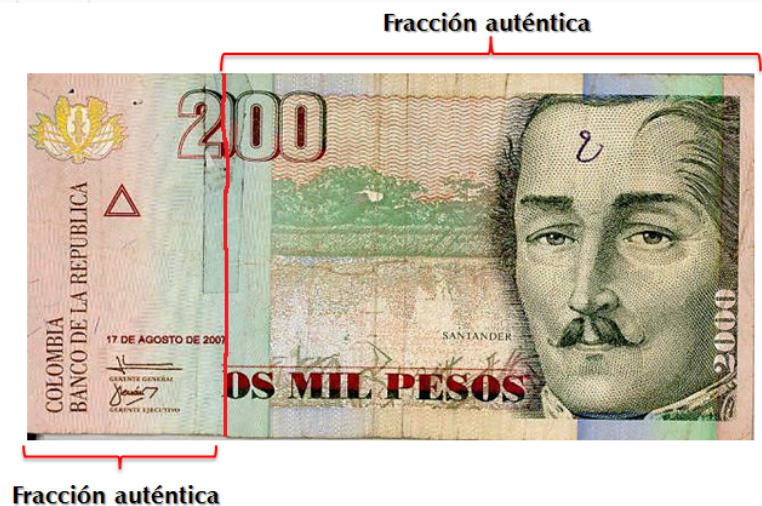 Fracción auténtica
200
COLOMBIA
BANCO DE LA REPUBLICA
17 DE AGOSTO DE 2007
GERENTE GENERAL
GERENTE EJECUTIVO
SANTANDER
OS MIL PESOS
2000
Fracción auténtica